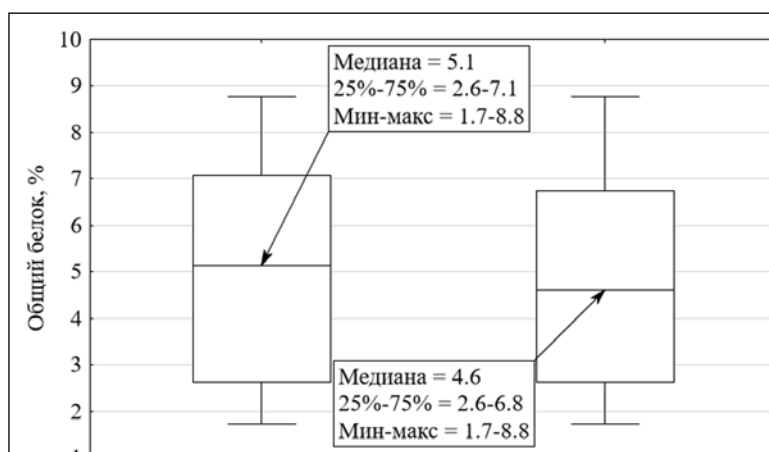 10
Медиана = 5.1
25%-75% = 2.6-7.1
Мин-макс = 1.7-8.8
9
8
7
6
5
4
3
2
Общий белок, %
Медиана = 4.6
25%-75% = 2.6-6.8
Мин-макс = 1.7-8.8